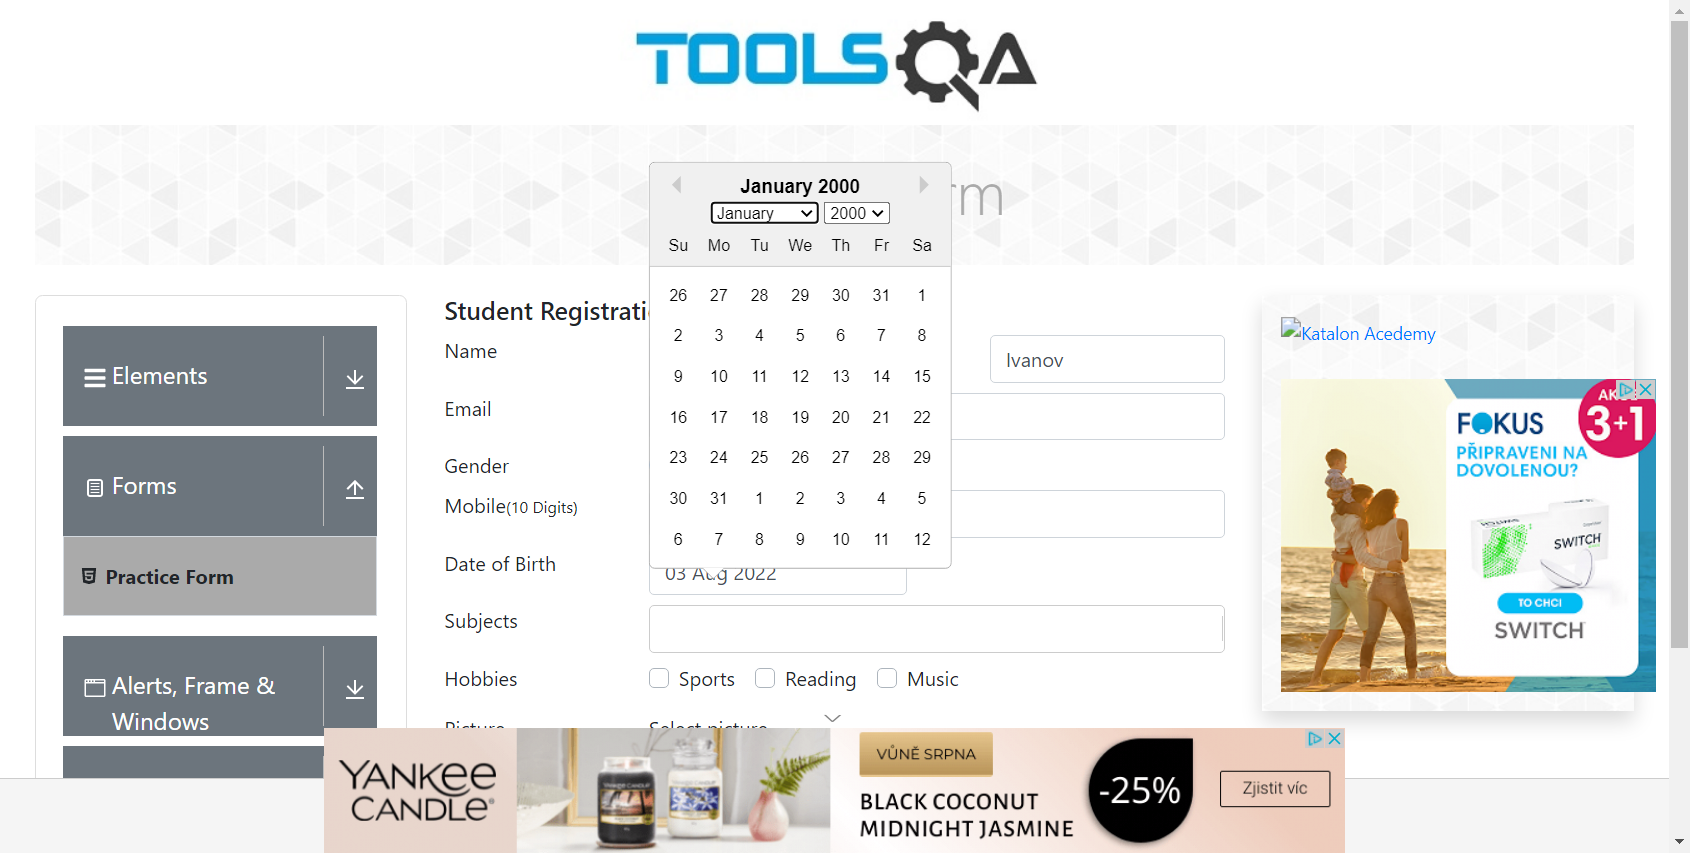 TOOLSQA
rm
January 2000
January 2000
Su Mo Tu We Th Fr Sa
26 27 28 29 30 31 1
2 3 4 5 6 7 8
9 10 11 12 13 14 15
16 17 18 19 20 21 22
23 24 25 26 27 28 29
30 31 1 2 3 4 5
6 7 8 9 10 11 12
Elements
Forms
Practice Form
Alerts, Frame &
Windows
Student Registrati
Name
Ivanov
Email
Gender
Mobile(10 Digits)
Date of Birth
03 Aug 2022
Subjects
Hobbies
Sports Reading Music
Picture
Select picture
Katalon Acedemy
AKCE
3+1
FOKUS
PŘIPRAVENI NA
DOVOLENOU?
SWITCH
TO CHCI
SWITCH
YANKEE
CANDLE®
VŮNĚ SRPNA
BLACK COCONUT
MIDNIGHT JASMINE
-25%
Zjistit víc